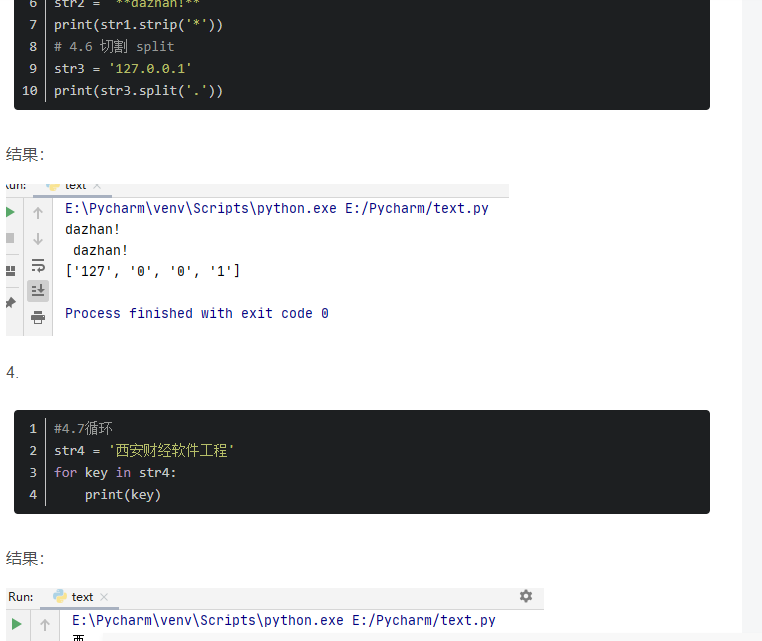 6 str2 = '**dazhan!**'
7 print(str1.strip('*'))
8 # 4.6 切割 split
9 str3 = '127.0.0.1'
10 print(str3.split('.'))
结果：
Run: text ×
E:\Pycharm\venv\Scripts\python.exe E:/Pycharm/text.py
dazhan!
 dazhan!
['127', '0', '0', '1']
Process finished with exit code 0
4.
1 #4.7循环
2 str4 = '西安财经软件工程'
3 for key in str4:
4     print(key)
结果：
Run: text ×
E:\Pycharm\venv\Scripts\python.exe E:/Pycharm/text.py
西